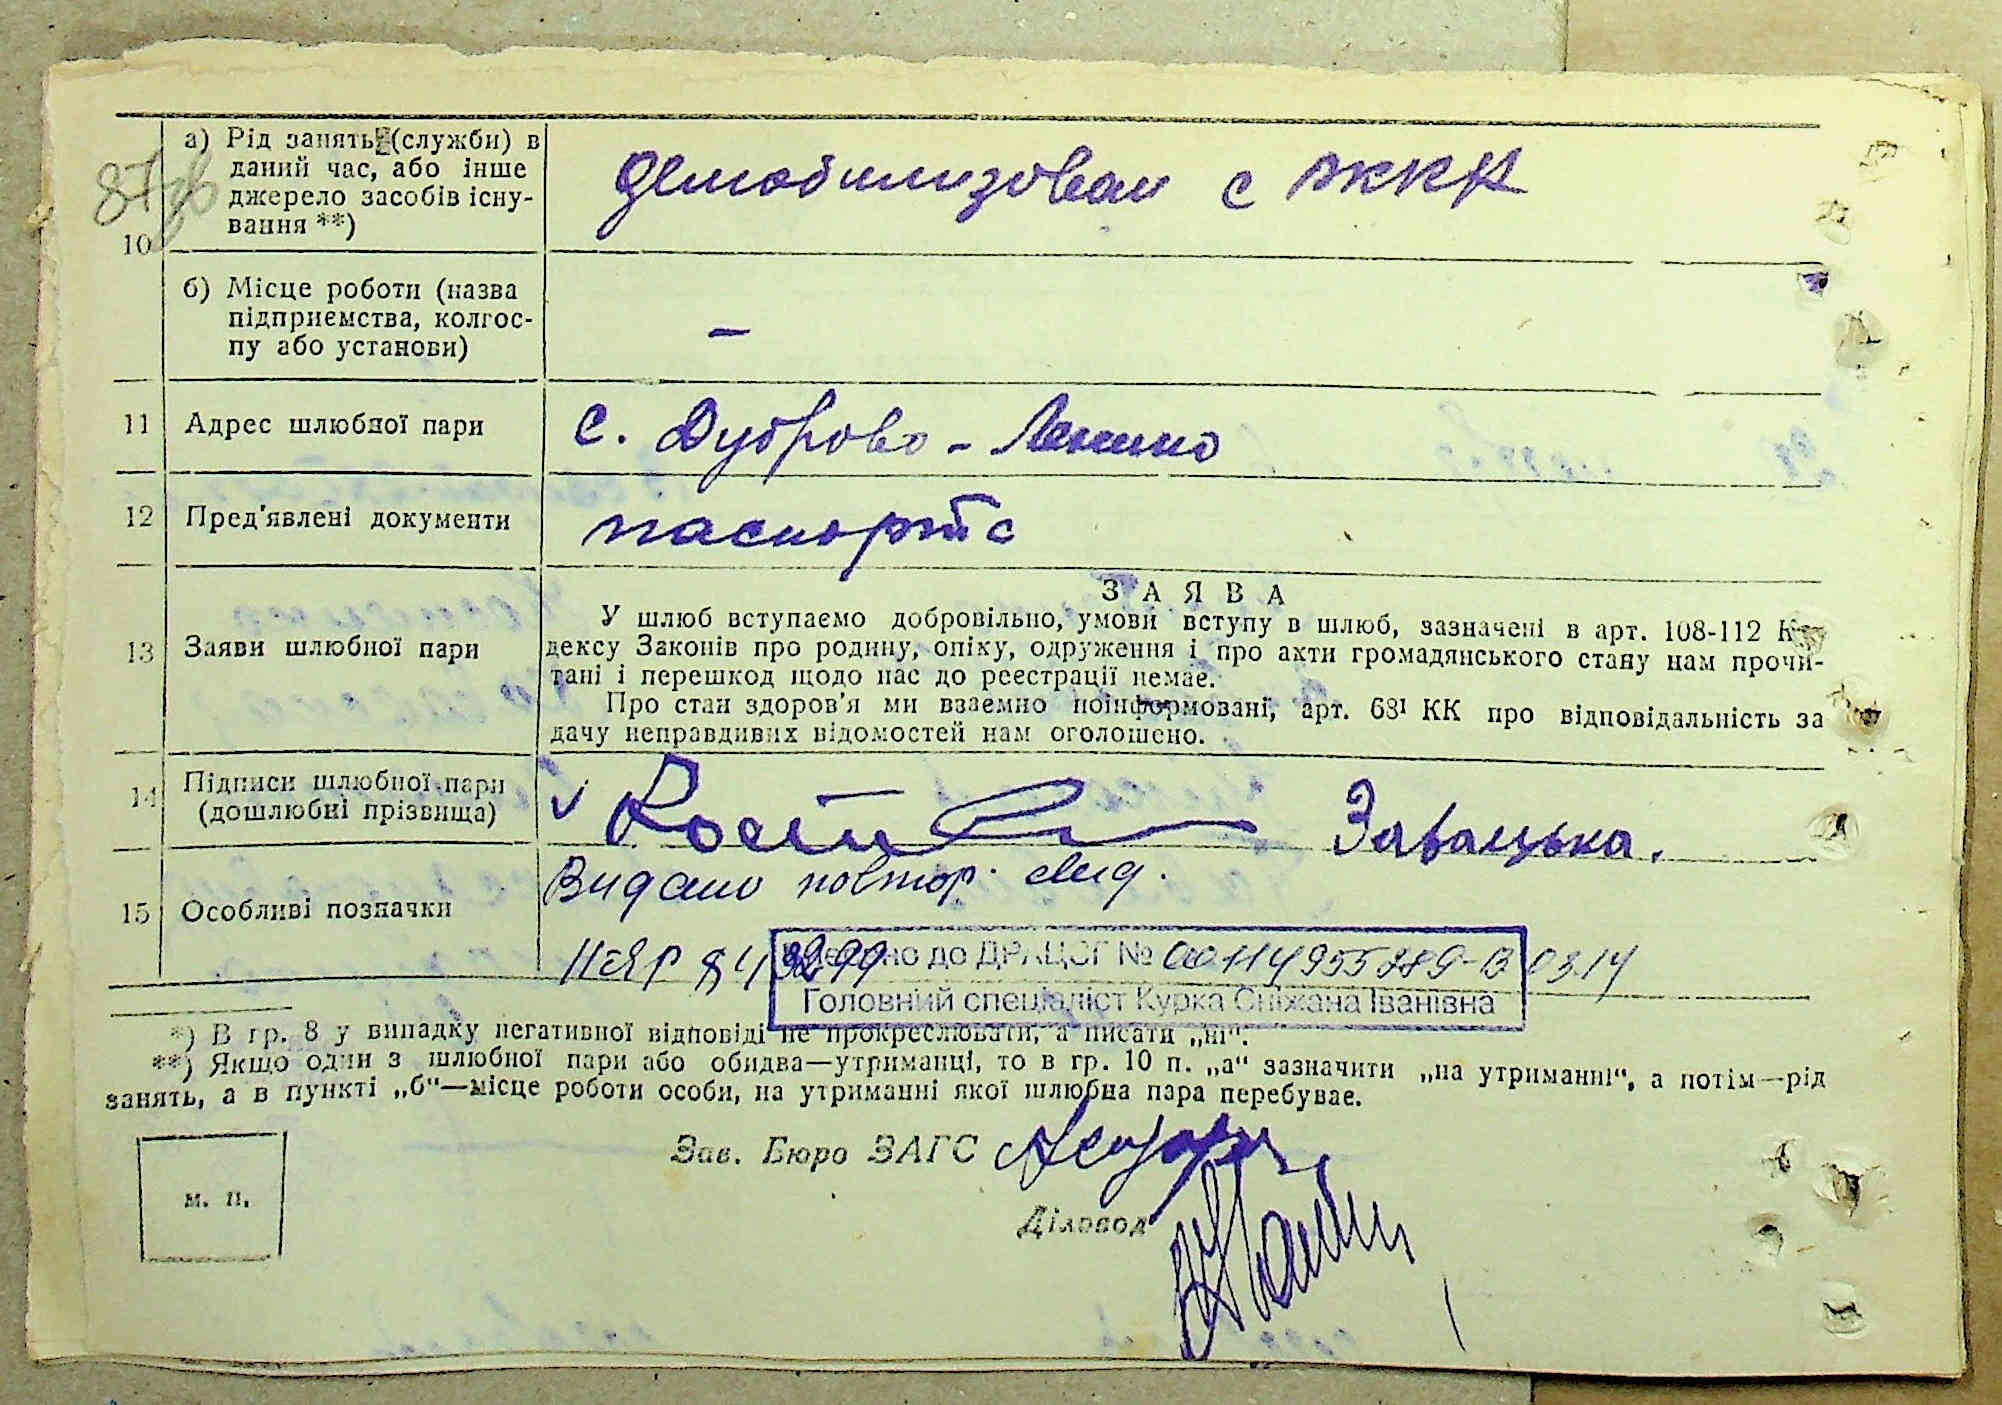 87зв
а) Рід занять (служби) в
даний час, або інше
джерело засобів існу-
вання **)
10
демобилизован с РККА
б) Місце роботи (назва
підприємства, колгос-
пу або установи)
–
11 Адрес шлюбної пари с. Дуброво - Ленино
12 Пред'явлені документи паспорта
ЗАЯВА
13 Заяви шлюбної пари
У шлюб вступаємо добровільно, умови вступу в шлюб, зазначені в арт. 108-112 Ко-
дексу Законів про родину, опіку, одруження і про акти громадянського стану нам прочи-
тані і перешкод щодо нас до реєстрації немає.
Про стан здоров'я ми взаємно поінформовані, арт. 68¹ КК про відповідальність за
дачу неправдивих відомостей нам оголошено.
14 Підписи шлюбної пари
(дошлюбні прізвища)
Завацька.
15 Особливі позначки
Видано повтор. свид.
до ДРАЦСГ №
Головний спеціаліст Курка Сніжана Іванівна
*) В гр. 8 у випадку негативної відповіді не прокреслювати, а писати „ні".
**) Якщо один з шлюбної пари або обидва—утриманці, то в гр. 10 п. „а" зазначити „на утриманні", а потім—рід
занять, а в пункті „б"—місце роботи особи, на утриманні якої шлюбна пара перебуває.
Зав. Бюро ЗАГС
м. п.
Діловод